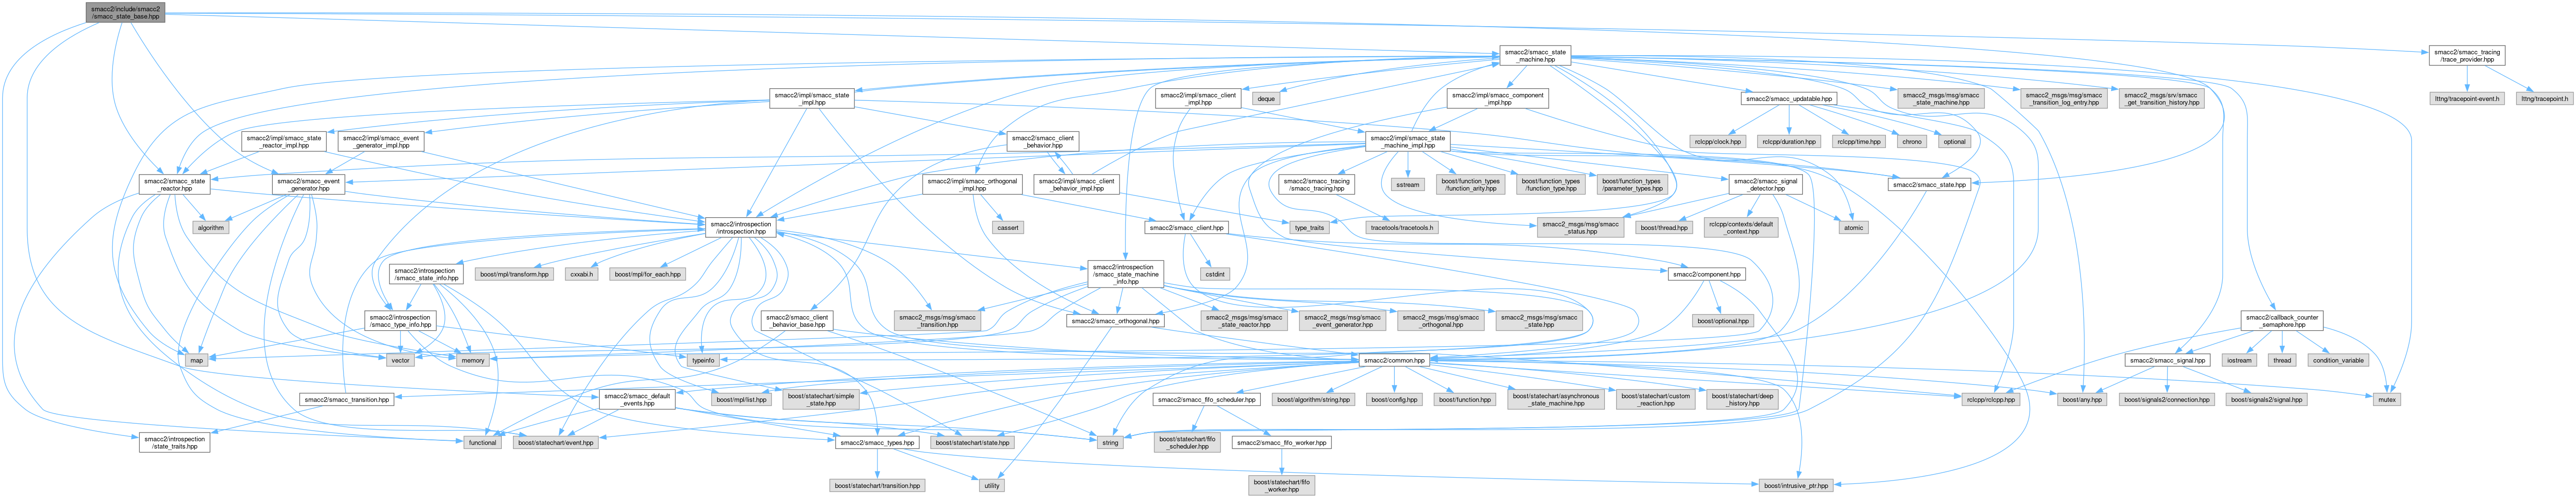 smacc2/include/smacc2
/smacc_state_base.hpp
smacc2/smacc_state
_machine.hpp
smacc2/smacc_tracing
/trace_provider.hpp
smacc2/impl/smacc_state
_impl.hpp
smacc2/impl/smacc_client
_impl.hpp
deque
smacc2/impl/smacc_component
_impl.hpp
smacc2/smacc_updatable.hpp
smacc2_msgs/msg/smacc
_state_machine.hpp
smacc2_msgs/msg/smacc
_transition_log_entry.hpp
smacc2_msgs/srv/smacc
_get_transition_history.hpp
lttng/tracepoint-event.h
lttng/tracepoint.h
smacc2/impl/smacc_state
_reactor_impl.hpp
smacc2/impl/smacc_event
_generator_impl.hpp
smacc2/smacc_client
_behavior.hpp
smacc2/impl/smacc_state
_machine_impl.hpp
rclcpp/clock.hpp
rclcpp/duration.hpp
rclcpp/time.hpp
chrono
optional
smacc2/smacc_state
_reactor.hpp
smacc2/smacc_event
_generator.hpp
smacc2/impl/smacc_orthogonal
_impl.hpp
smacc2/impl/smacc_client
_behavior_impl.hpp
smacc2/smacc_tracing
/smacc_tracing.hpp
sstream
boost/function_types
/function_arity.hpp
boost/function_types
/function_type.hpp
boost/function_types
/parameter_types.hpp
smacc2/smacc_signal
_detector.hpp
smacc2/smacc_state.hpp
algorithm
smacc2/introspection
/introspection.hpp
cassert
smacc2/smacc_client.hpp
type_traits
tracetools/tracetools.h
smacc2_msgs/msg/smacc
_status.hpp
boost/thread.hpp
rclcpp/contexts/default
_context.hpp
atomic
smacc2/introspection
/smacc_state_info.hpp
boost/mpl/transform.hpp
cxxabi.h
boost/mpl/for_each.hpp
smacc2/introspection
/smacc_state_machine
_info.hpp
cstdint
smacc2/component.hpp
smacc2/introspection
/smacc_type_info.hpp
smacc2/smacc_client
_behavior_base.hpp
smacc2_msgs/msg/smacc
_transition.hpp
smacc2/smacc_orthogonal.hpp
smacc2_msgs/msg/smacc
_state_reactor.hpp
smacc2_msgs/msg/smacc
_event_generator.hpp
smacc2_msgs/msg/smacc
_orthogonal.hpp
smacc2_msgs/msg/smacc
_state.hpp
boost/optional.hpp
smacc2/callback_counter
_semaphore.hpp
map
vector
memory
typeinfo
smacc2/common.hpp
smacc2/smacc_signal.hpp
iostream
thread
condition_variable
smacc2/smacc_transition.hpp
smacc2/smacc_default
_events.hpp
boost/mpl/list.hpp
boost/statechart/simple
_state.hpp
smacc2/smacc_fifo_scheduler.hpp
boost/algorithm/string.hpp
boost/config.hpp
boost/function.hpp
boost/statechart/asynchronous
_state_machine.hpp
boost/statechart/custom
_reaction.hpp
boost/statechart/deep
_history.hpp
rclcpp/rclcpp.hpp
boost/any.hpp
boost/signals2/connection.hpp
boost/signals2/signal.hpp
mutex
smacc2/introspection
/state_traits.hpp
functional
boost/statechart/event.hpp
smacc2/smacc_types.hpp
boost/statechart/state.hpp
string
boost/statechart/fifo
_scheduler.hpp
smacc2/smacc_fifo_worker.hpp
boost/statechart/transition.hpp
utility
boost/statechart/fifo
_worker.hpp
boost/intrusive_ptr.hpp